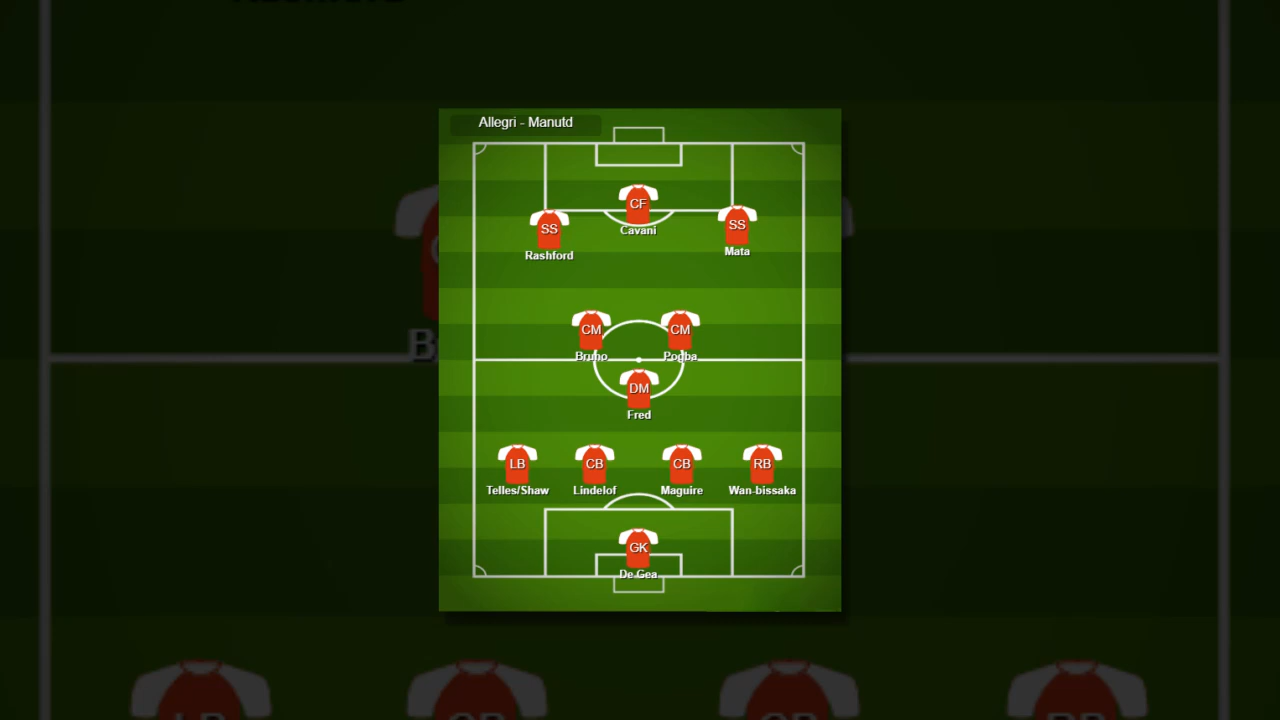 Allegri - Manutd
CF
Cavani
SS
Rashford
SS
Mata
CM
Bruno
CM
Pogba
DM
Fred
LB
Telles/Shaw
CB
Lindelof
CB
Maguire
RB
Wan-bissaka
GK
De Gea